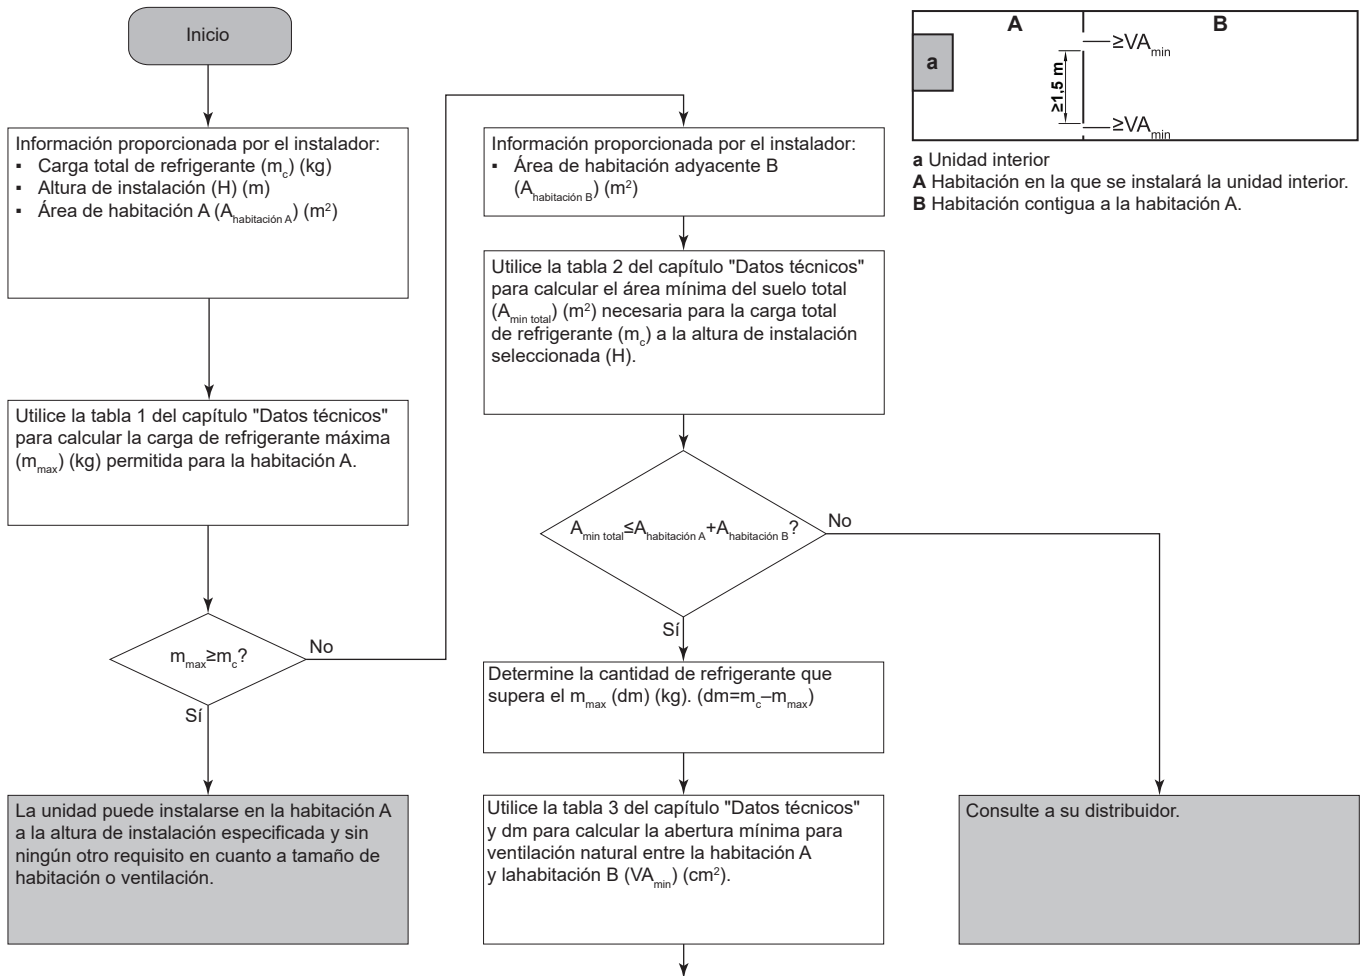 Inicio
Información proporcionada por el instalador:
▪ Carga total de refrigerante (mc) (kg)
▪ Altura de instalación (H) (m)
▪ Área de habitación A (Ahabitación A) (m²)
Utilice la tabla 1 del capítulo "Datos técnicos"
para calcular la carga de refrigerante máxima
(mmax) (kg) permitida para la habitación A.
mmax≥mc?
No
Sí
La unidad puede instalarse en la habitación A
a la altura de instalación especificada y sin
ningún otro requisito en cuanto a tamaño de
habitación o ventilación.
Información proporcionada por el instalador:
▪ Área de habitación adyacente B
(Ahabitación B) (m²)
Utilice la tabla 2 del capítulo "Datos técnicos"
para calcular el área mínima del suelo total
(Amin total) (m²) necesaria para la carga total
de refrigerante (mc) a la altura de instalación
seleccionada (H).
Amin total≤Ahabitación A+Ahabitación B?
No
Sí
Determine la cantidad de refrigerante que
supera el mmax (dm) (kg). (dm=mc–mmax)
Utilice la tabla 3 del capítulo "Datos técnicos"
y dm para calcular la abertura mínima para
ventilación natural entre la habitación A
y lahabitación B (VAmin) (cm²).
Consulte a su distribuidor.
A
B
a
≥VAmin
≥1,5 m
≥VAmin
a Unidad interior
A Habitación en la que se instalará la unidad interior.
B Habitación contigua a la habitación A.